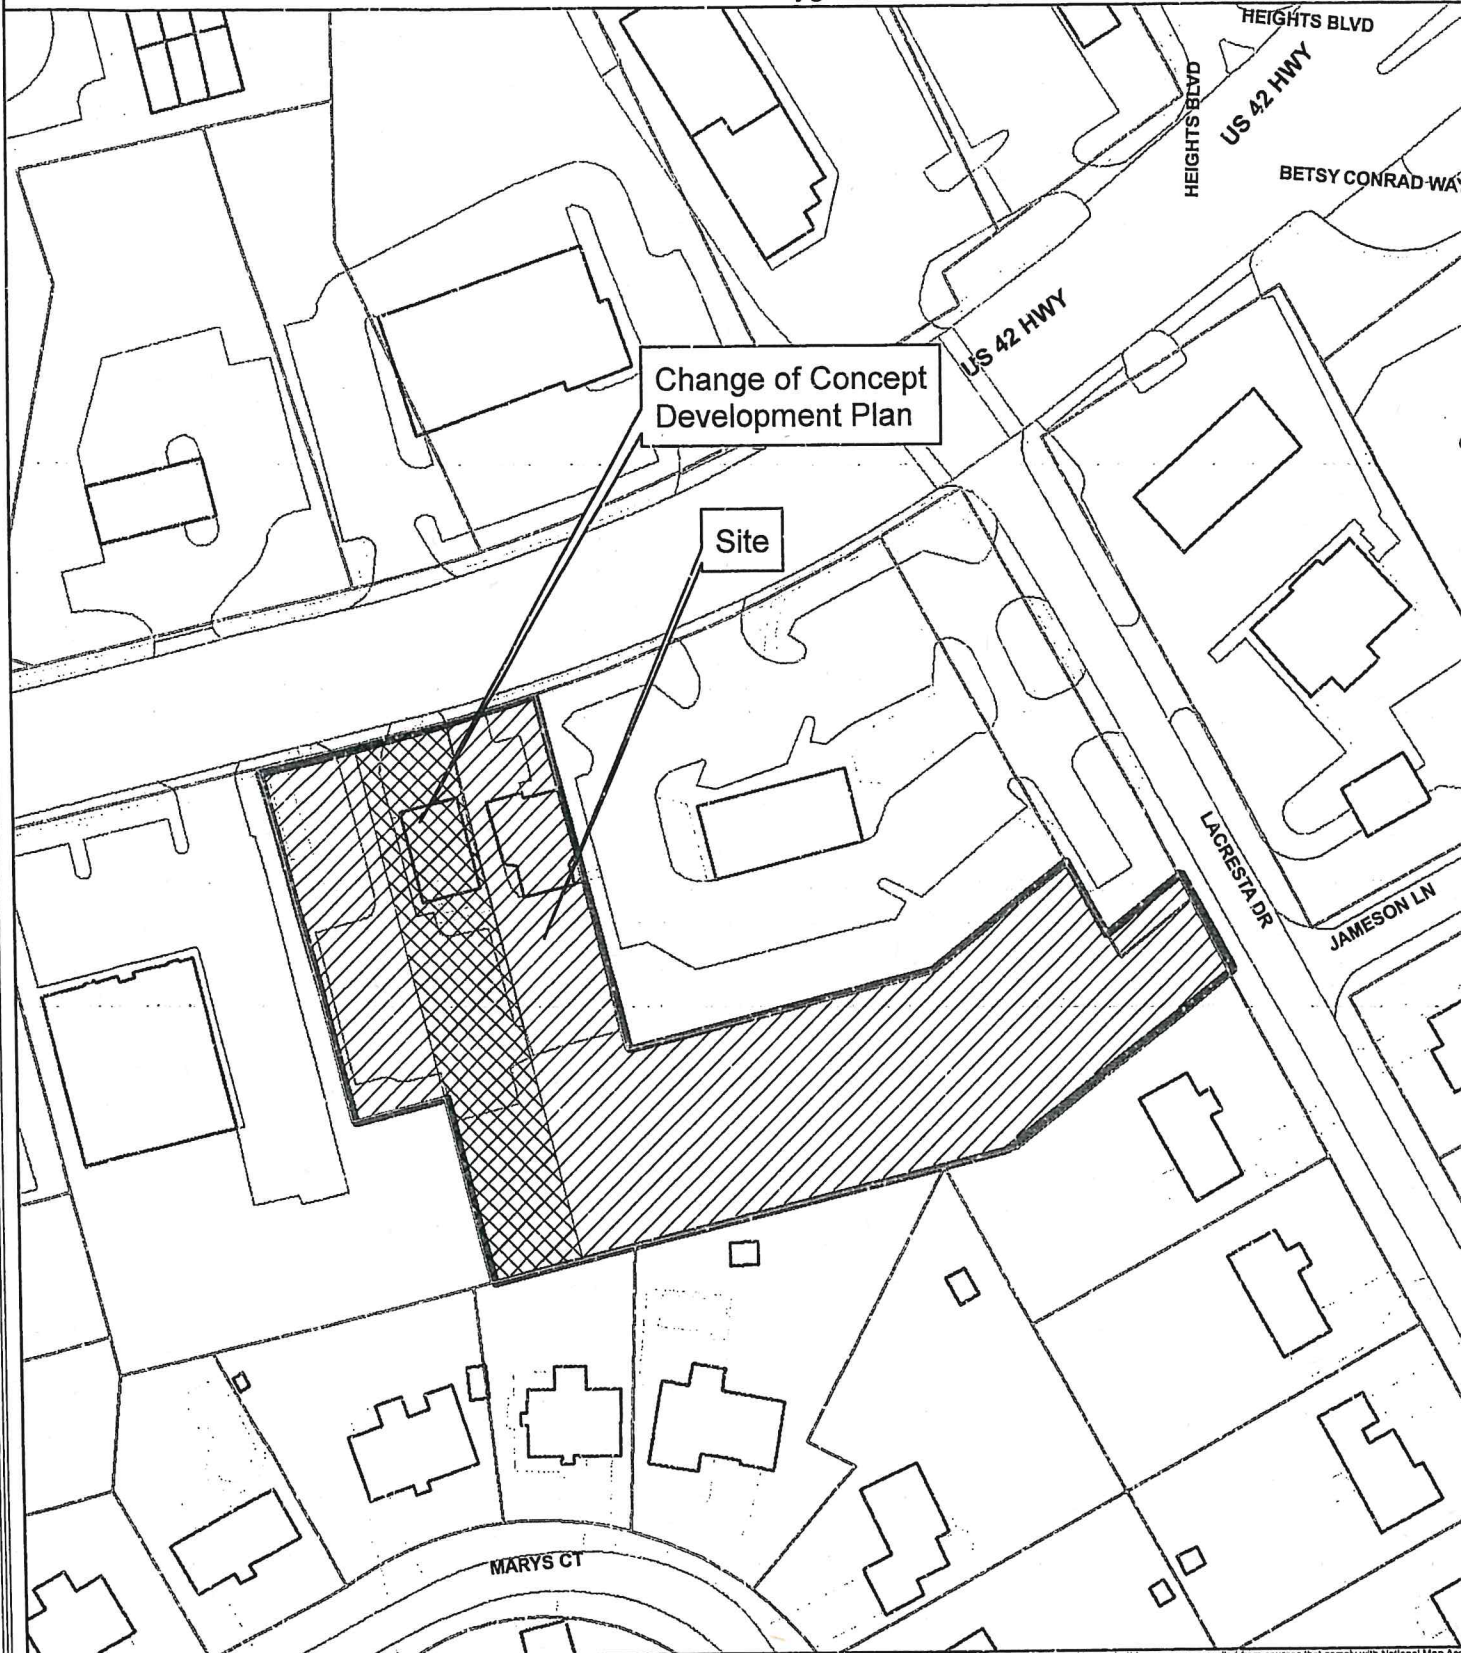 HEIGHTS BLVD
HEIGHTS BLVD
US 42 HWY
BETSY CONRAD WAY
US 42 HWY
Change of Concept
Development Plan
Site
LACRESTA DR
JAMESON LN
MARYS CT